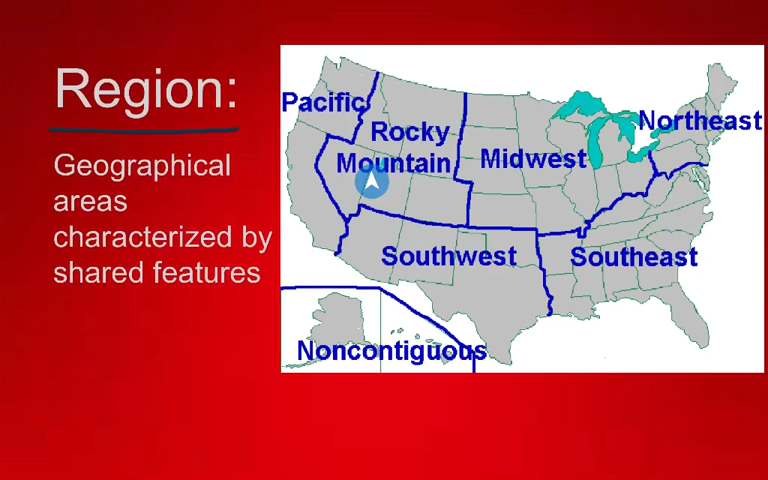 Region:
Geographical
areas
characterized by
shared features
Pacific
Rocky
Mountain
Midwest
Northeast
Southwest
Southeast
Noncontiguous